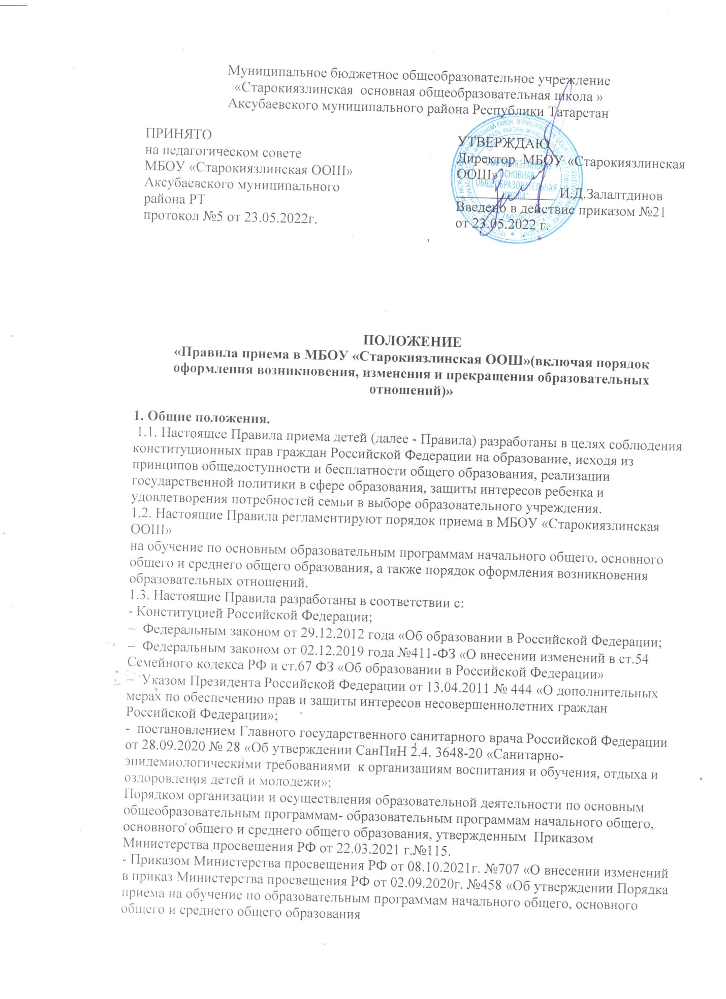 Муниципальное бюджетное общеобразовательное учреждение
«Старокиязлинская основная общеобразовательная школа »
Аксубаевского муниципального района Республики Татарстан
ПРИНЯТО
на педагогическом совете
МБОУ «Старокиязлинская ООШ»
Аксубаевского муниципального
района РТ
протокол №5 от 23.05.2022г.
УТВЕРЖДАЮ
Директор МБОУ «Старокиязлинская
ООШ»
______________ И.Д.Залалтдинов
Введено в действие приказом №21
от 23.05.2022 г.
СТАРОКИЯЗЛИНСКАЯ
ОСНОВНАЯ
ОБЩЕОБРАЗОВАТЕЛЬНАЯ
ШКОЛА"
ПОЛОЖЕНИЕ
«Правила приема в МБОУ «Старокиязлинская ООШ»(включая порядок
оформления возникновения, изменения и прекращения образовательных
отношений)»
1. Общие положения.
1.1. Настоящее Правила приема детей (далее - Правила) разработаны в целях соблюдения
конституционных прав граждан Российской Федерации на образование, исходя из
принципов общедоступности и бесплатности общего образования, реализации
государственной политики в сфере образования, защиты интересов ребенка и
удовлетворения потребностей семьи в выборе образовательного учреждения.
1.2. Настоящие Правила регламентируют порядок приема в МБОУ «Старокиязлинская
ООШ»
на обучение по основным образовательным программам начального общего, основного
общего и среднего общего образования, а также порядок оформления возникновения
образовательных отношений.
1.3. Настоящие Правила разработаны в соответствии с:
- Конституцией Российской Федерации;
– Федеральным законом от 29.12.2012 года «Об образовании в Российской Федерации;
– Федеральным законом от 02.12.2019 года №411-ФЗ «О внесении изменений в ст.54
Семейного кодекса РФ и ст.67 ФЗ «Об образовании в Российской Федерации»
– Указом Президента Российской Федерации от 13.04.2011 № 444 «О дополнительных
мерах по обеспечению прав и защиты интересов несовершеннолетних граждан
Российской Федерации»;
- постановлением Главного государственного санитарного врача Российской Федерации
от 28.09.2020 № 28 «Об утверждении СанПиН 2.4. 3648-20 «Санитарно-
эпидемиологическими требованиями к организациям воспитания и обучения, отдыха и
оздоровления детей и молодежи»;
Порядком организации и осуществления образовательной деятельности по основным
общеобразовательным программам- образовательным программам начального общего,
основного общего и среднего общего образования, утвержденным Приказом
Министерства просвещения РФ от 22.03.2021 г.№115.
- Приказом Министерства просвещения РФ от 08.10.2021г. №707 «О внесении изменений
в приказ Министерства просвещения РФ от 02.09.2020г. №458 «Об утверждении Порядка
приема на обучение по образовательным программам начального общего, основного
общего и среднего общего образования